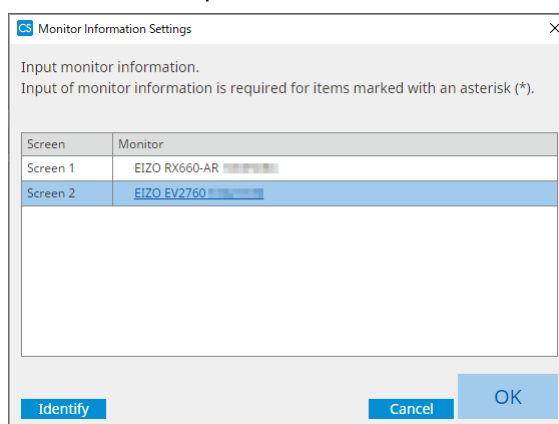 CS Monitor Information Settings
Input monitor information.
Input of monitor information is required for items marked with an asterisk (*).
Screen Monitor
Screen 1 EIZO RX660-AR
Screen 2 EIZO EV2760
Identify Cancel OK